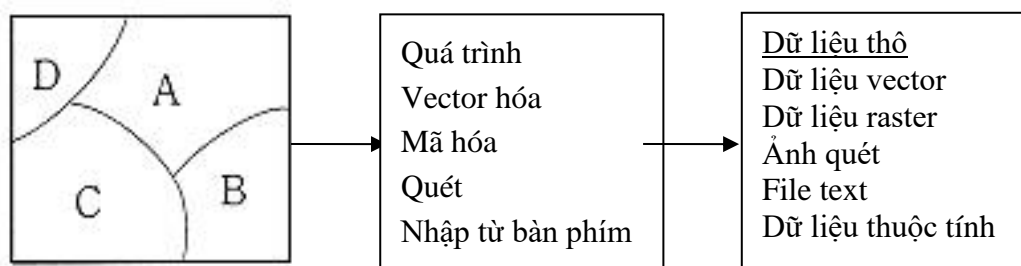 D
A
C
B
Quá trình
Vector hóa
Mã hóa
Quét
Nhập từ bàn phím
Dữ liệu thô
Dữ liệu vector
Dữ liệu raster
Ảnh quét
File text
Dữ liệu thuộc tính